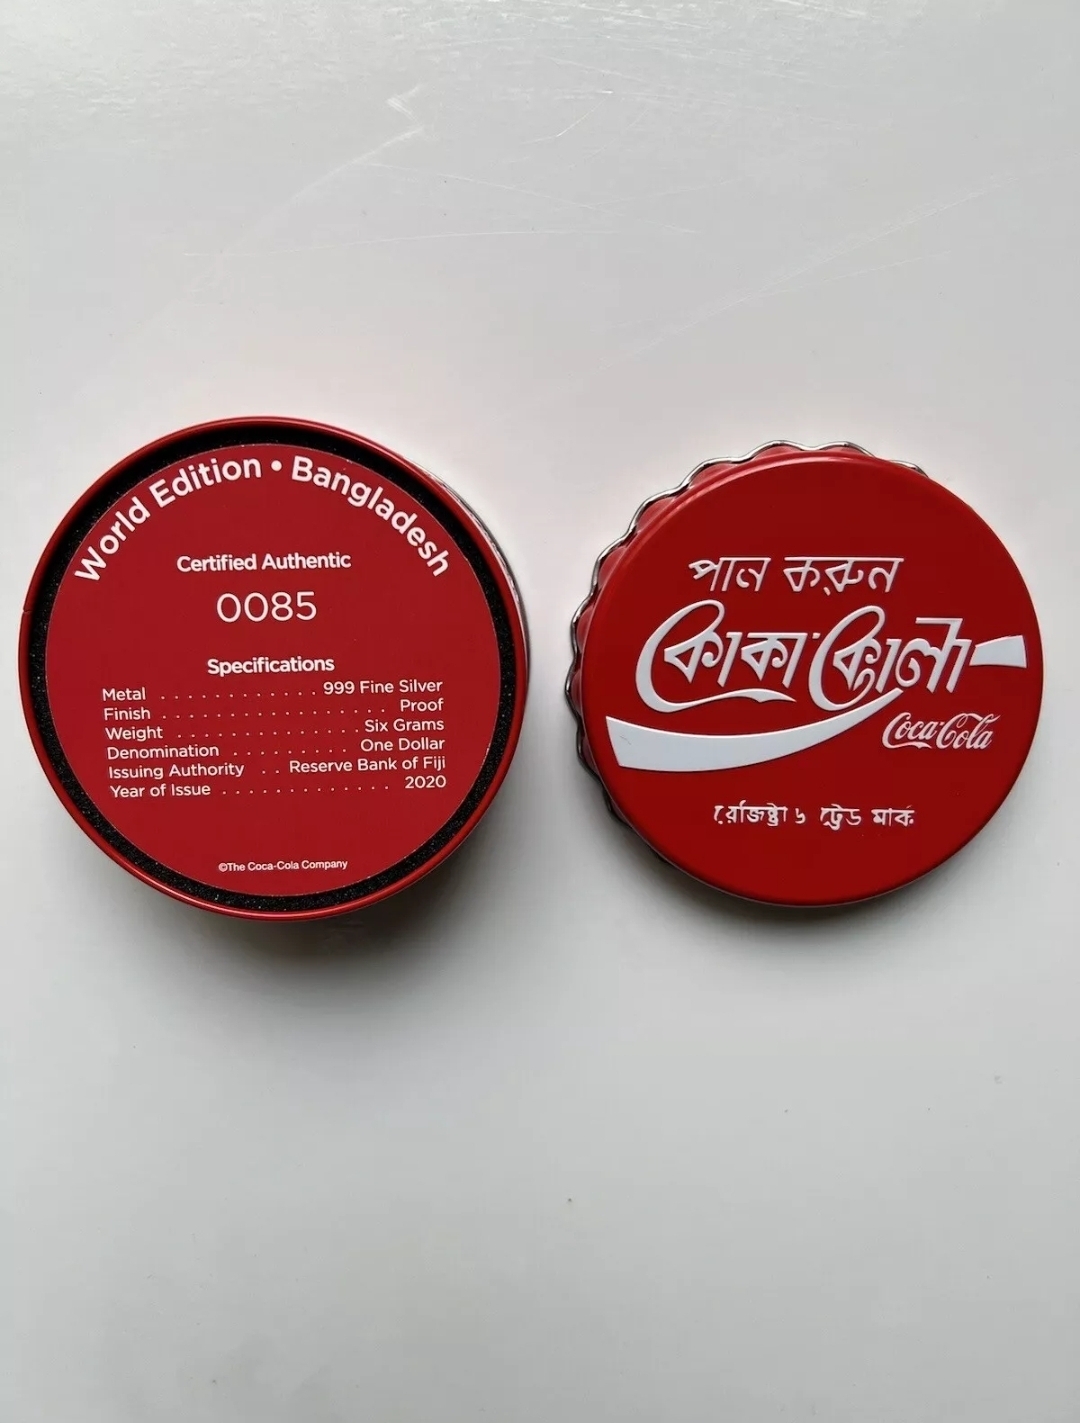 World Edition • Bangladesh
Certified Authentic
0085
Specifications
Metal . . . . . . . . . . . . . 999 Fine Silver
Finish . . . . . . . . . . . . . . . . . . Proof
Weight . . . . . . . . . . . . . . Six Grams
Denomination . . . . . . . . . One Dollar
Issuing Authority . . Reserve Bank of Fiji
Year of Issue . . . . . . . . . . . . . 2020
©The Coca-Cola Company
পান করুন
কোকা-কোলা
Coca-Cola
রেজিষ্ট্রা ৬ ট্রেড মার্ক